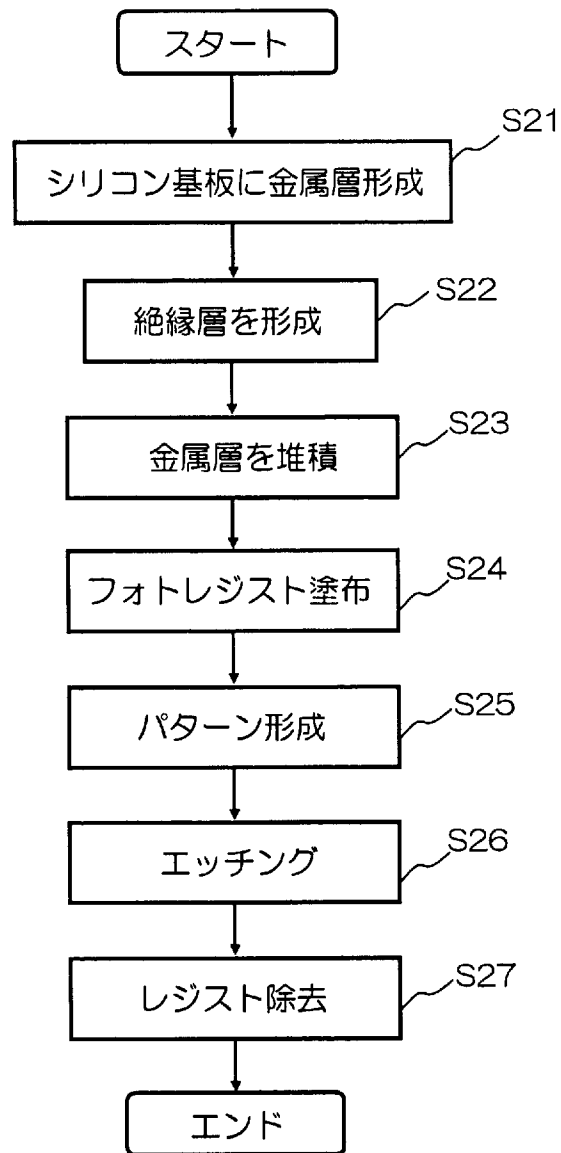 スタート
S21
シリコン基板に金属層形成
S22
絶縁層を形成
S23
金属層を堆積
S24
フォトレジスト塗布
S25
パターン形成
S26
エッチング
S27
レジスト除去
エンド